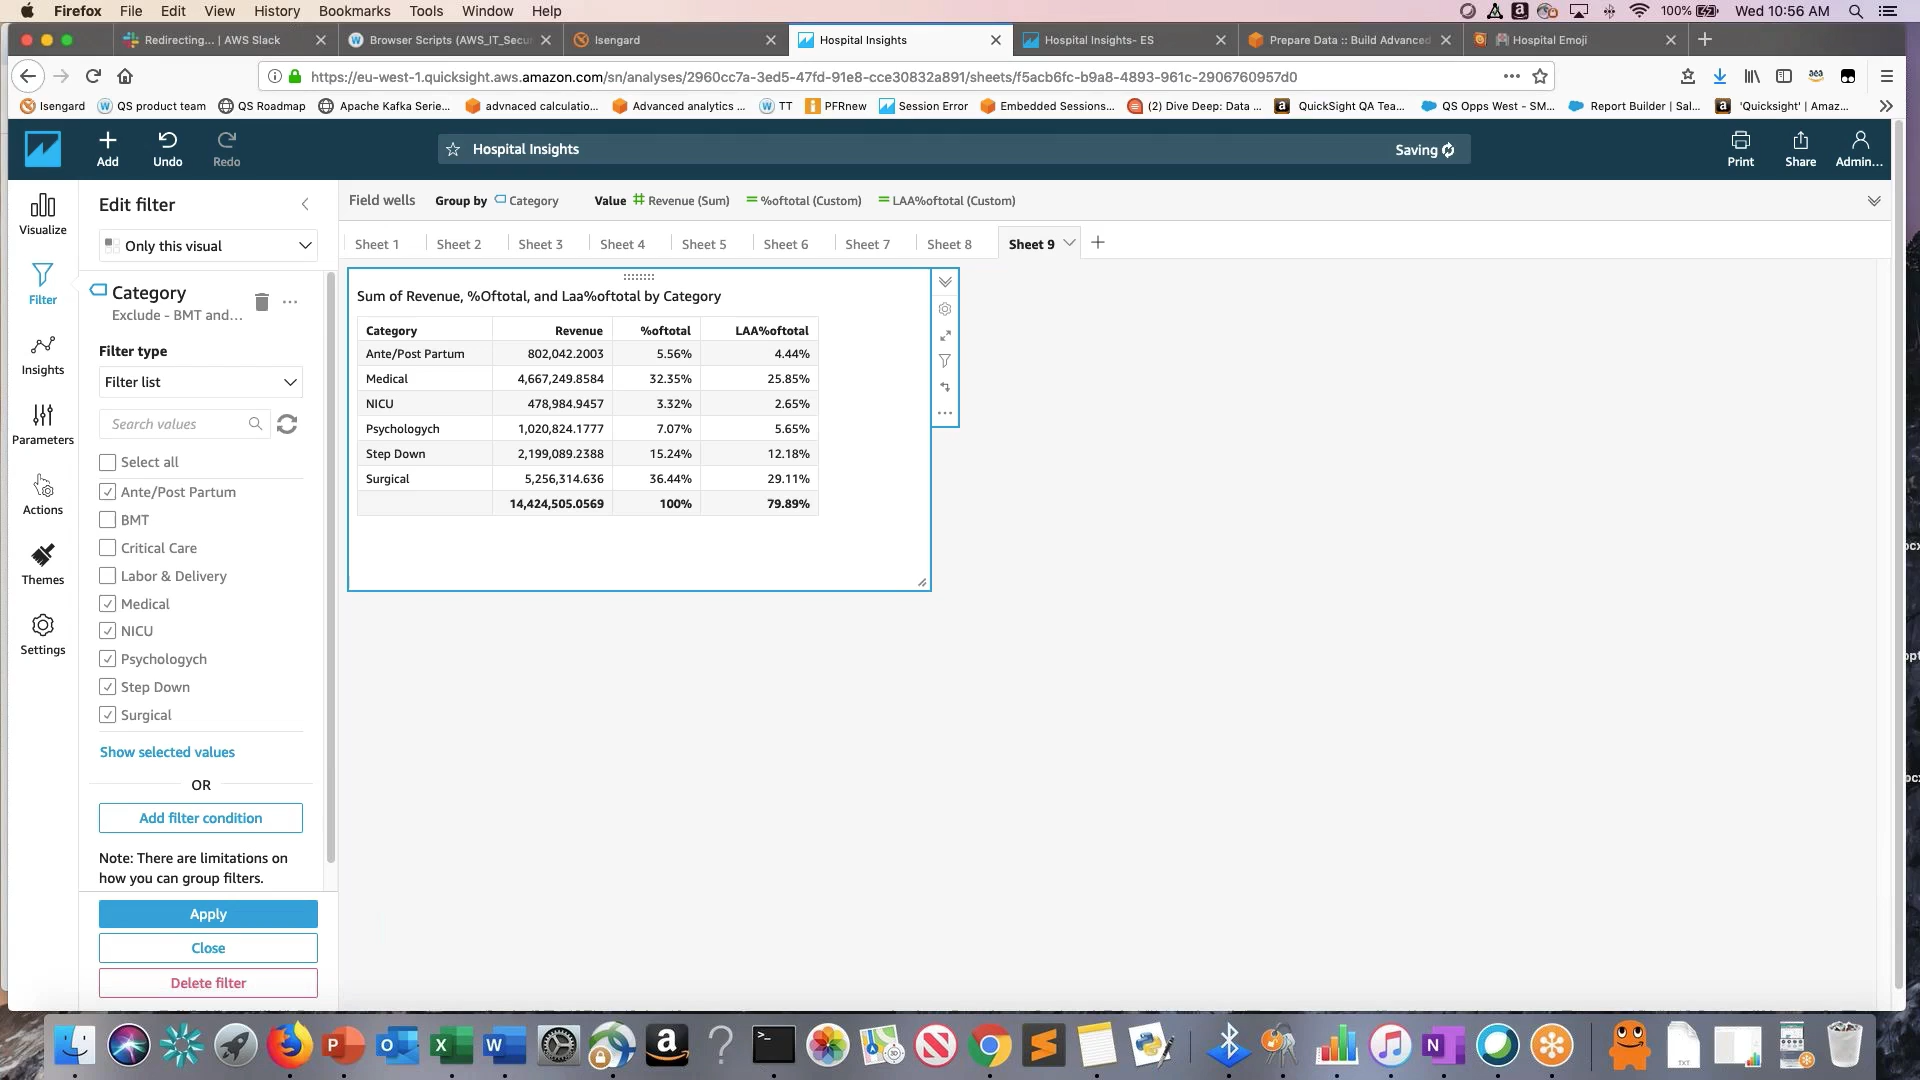 Firefox File Edit View History Bookmarks Tools Window Help 100% Wed 10:56 AM
Redirecting... | AWS Slack
Browser Scripts (AWS_IT_Secu
Isengard
Hospital Insights
Hospital Insights- ES
Prepare Data :: Build Advanced
Hospital Emoji
https://eu-west-1.quicksight.aws.amazon.com/sn/analyses/2960cc7a-3ed5-47fd-91e8-cce30832a891/sheets/f5acb6fc-b9a8-4893-961c-2906760957d0
Isengard QS product team QS Roadmap Apache Kafka Serie... advnaced calculatio... Advanced analytics ... TT PFRnew Session Error Embedded Sessions... (2) Dive Deep: Data ... QuickSight QA Tea... QS Opps West - SM... Report Builder | Sal... 'Quicksight' | Amaz...
Add
Undo
Redo
Hospital Insights
Saving
Print
Share
Admin...
Visualize
Filter
Insights
Parameters
Actions
Themes
Settings
Edit filter
Only this visual
Category
Exclude - BMT and...
Filter type
Filter list
Search values
Select all
Ante/Post Partum
BMT
Critical Care
Labor & Delivery
Medical
NICU
Psychologych
Step Down
Surgical
Show selected values
OR
Add filter condition
Note: There are limitations on
how you can group filters.
Apply
Close
Delete filter
Field wells Group by Category Value Revenue (Sum) %oftotal (Custom) LAA%oftotal (Custom)
Sheet 1 Sheet 2 Sheet 3 Sheet 4 Sheet 5 Sheet 6 Sheet 7 Sheet 8 Sheet 9
Sum of Revenue, %Oftotal, and Laa%oftotal by Category
Category Revenue %oftotal LAA%oftotal
Ante/Post Partum 802,042.2003 5.56% 4.44%
Medical 4,667,249.8584 32.35% 25.85%
NICU 478,984.9457 3.32% 2.65%
Psychologych 1,020,824.1777 7.07% 5.65%
Step Down 2,199,089.2388 15.24% 12.18%
Surgical 5,256,314.636 36.44% 29.11%
14,424,505.0569 100% 79.89%